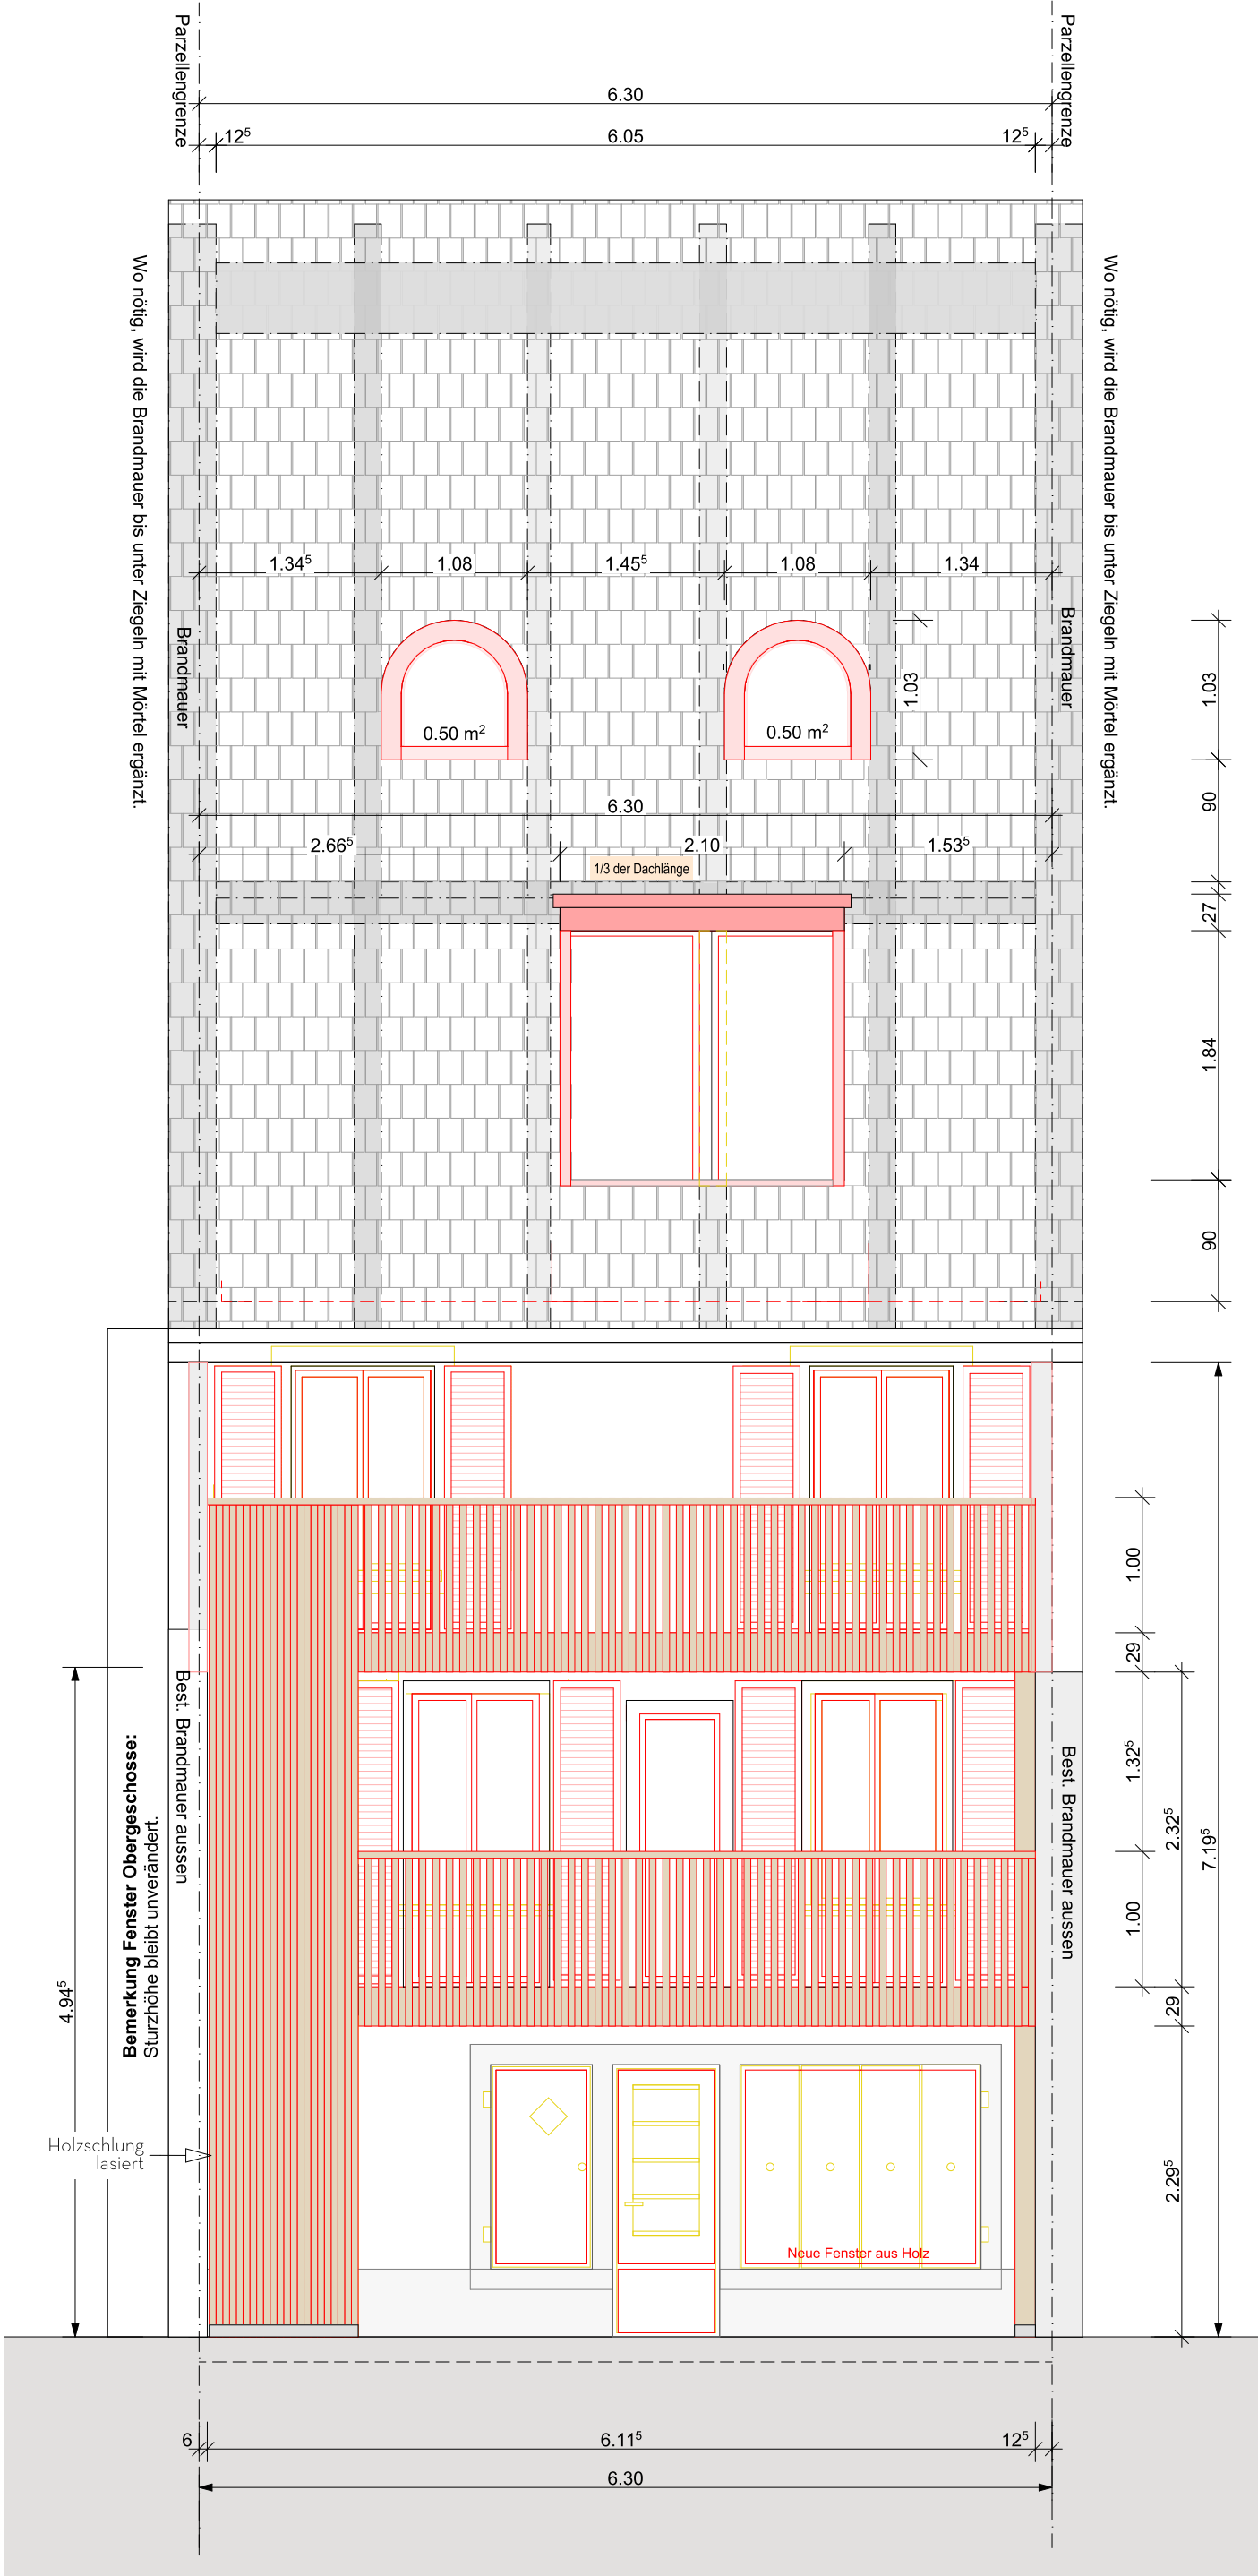 Parzellengrenze
Parzellengrenze
6.30
12⁵
6.05
12⁵
Wo nötig, wird die Brandmauer bis unter Ziegeln mit Mörtel ergänzt.
Wo nötig, wird die Brandmauer bis unter Ziegeln mit Mörtel ergänzt.
1.34⁵
1.08
1.45⁵
1.08
1.34
Brandmauer
Brandmauer
1.03
1.03
0.50 m²
0.50 m²
90
6.30
2.66⁵
2.10
1.53⁵
1/3 der Dachlänge
27
1.84
90
1.00
29
Best. Brandmauer aussen
Best. Brandmauer aussen
Bemerkung Fenster Obergeschosse:
Sturzhöhe bleibt unverändert.
1.32⁵
2.32⁵
7.19⁵
1.00
4.94⁵
29
Holzschlung
lasiert
2.29⁵
Neue Fenster aus Holz
6
6.11⁵
12⁵
6.30